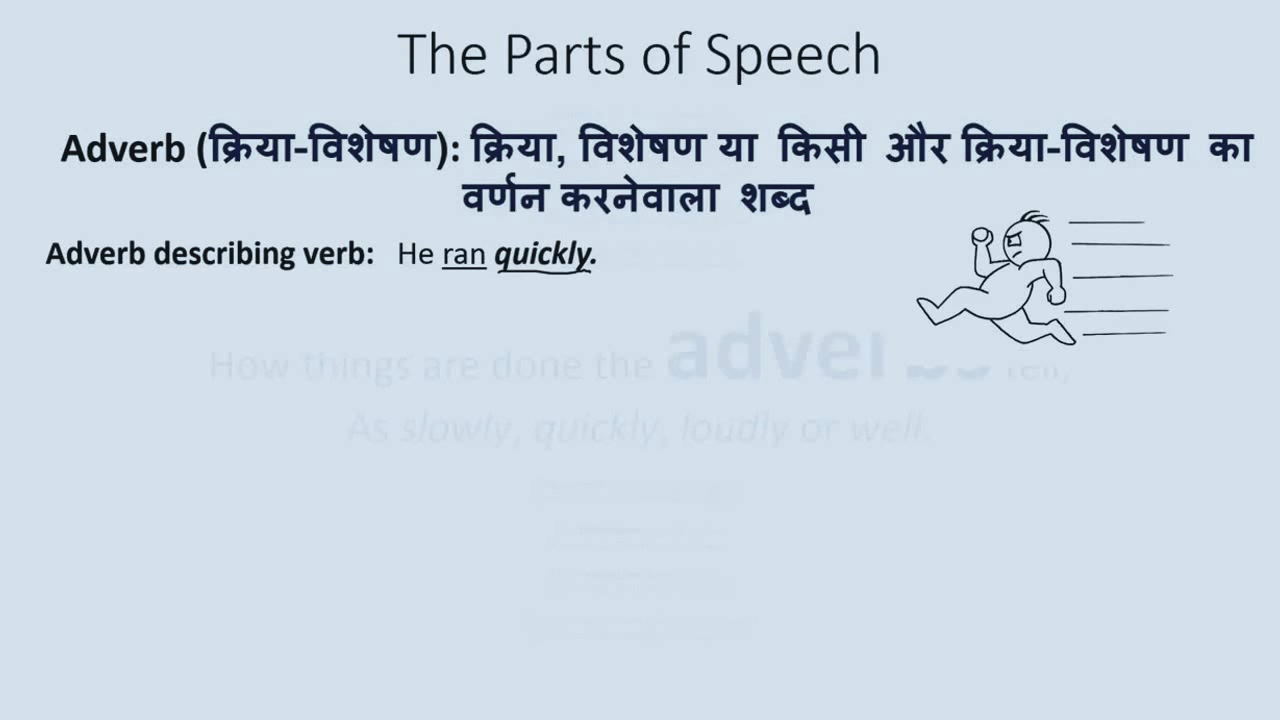 The Parts of Speech
Adverb (क्रिया-विशेषण): क्रिया, विशेषण या किसी और क्रिया-विशेषण का
वर्णन करनेवाला शब्द
Adverb describing verb: He ran quickly.
How things are done the
As slowly, quickly, loudly or well.